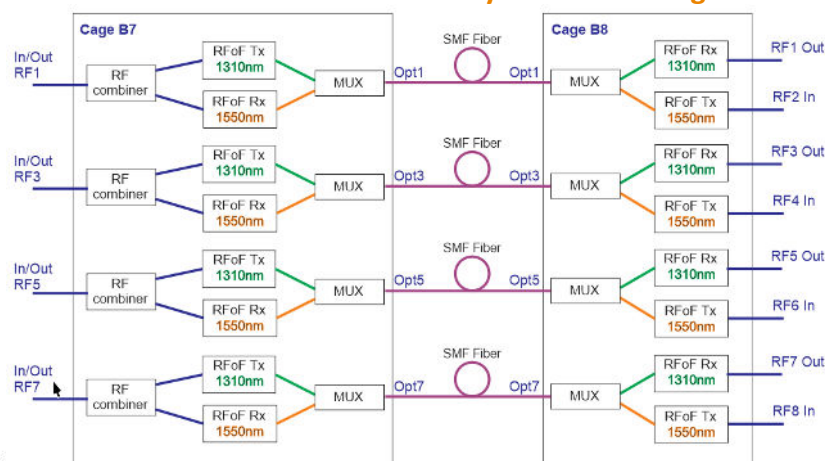 Cage B7
Cage B8
In/Out
RF1
RF
combiner
RFoF Tx
1310nm
RFoF Rx
1550nm
MUX
Opt1
SMF Fiber
Opt1
MUX
RFoF Rx
1310nm
RFoF Tx
1550nm
RF1 Out
RF2 In
In/Out
RF3
RF
combiner
RFoF Tx
1310nm
RFoF Rx
1550nm
MUX
Opt3
SMF Fiber
Opt3
MUX
RFoF Rx
1310nm
RFoF Tx
1550nm
RF3 Out
RF4 In
In/Out
RF5
RF
combiner
RFoF Tx
1310nm
RFoF Rx
1550nm
MUX
Opt5
SMF Fiber
Opt5
MUX
RFoF Rx
1310nm
RFoF Tx
1550nm
RF5 Out
RF6 In
In/Out
RF7
RF
combiner
RFoF Tx
1310nm
RFoF Rx
1550nm
MUX
Opt7
SMF Fiber
Opt7
MUX
RFoF Rx
1310nm
RFoF Tx
1550nm
RF7 Out
RF8 In